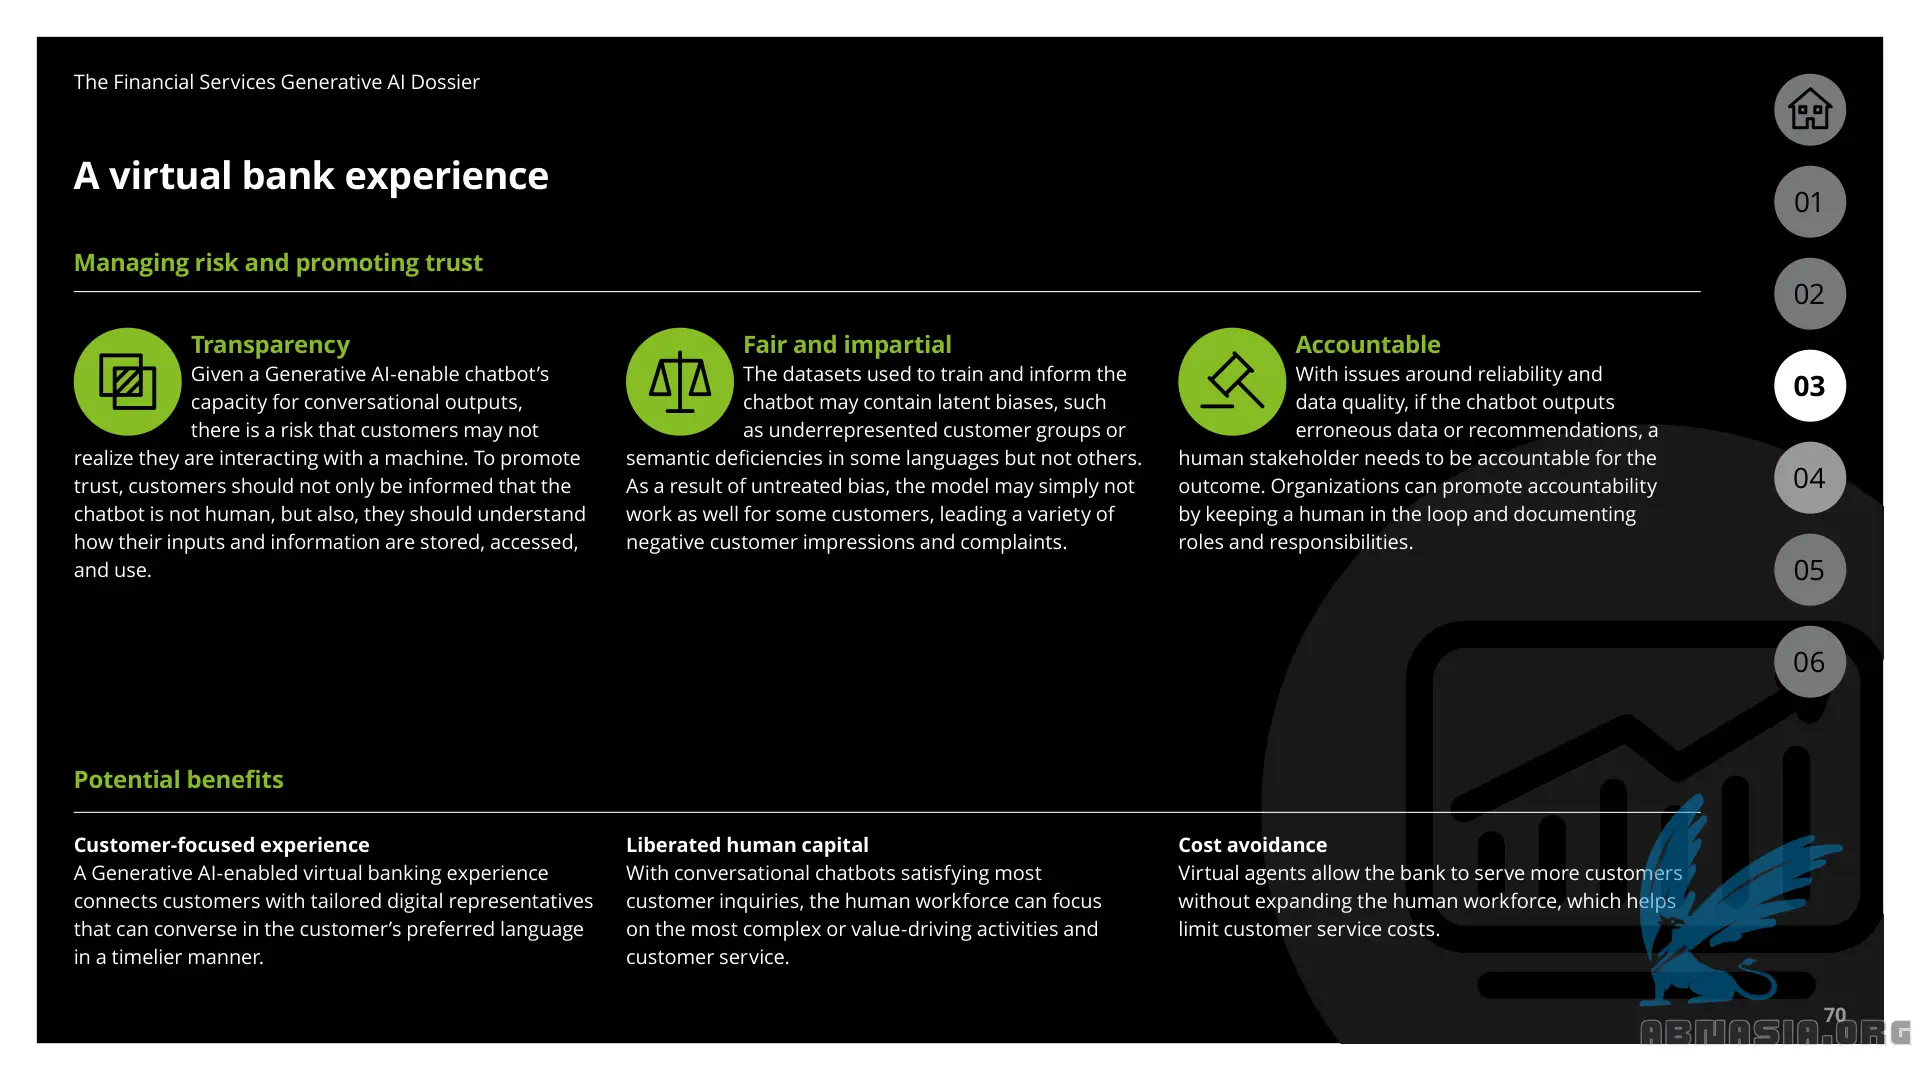 The Financial Services Generative AI Dossier
A virtual bank experience
Managing risk and promoting trust
Transparency
Given a Generative AI-enable chatbot’s
capacity for conversational outputs,
there is a risk that customers may not
realize they are interacting with a machine. To promote
trust, customers should not only be informed that the
chatbot is not human, but also, they should understand
how their inputs and information are stored, accessed,
and use.
Fair and impartial
The datasets used to train and inform the
chatbot may contain latent biases, such
as underrepresented customer groups or
semantic deficiencies in some languages but not others.
As a result of untreated bias, the model may simply not
work as well for some customers, leading a variety of
negative customer impressions and complaints.
Accountable
With issues around reliability and
data quality, if the chatbot outputs
erroneous data or recommendations, a
human stakeholder needs to be accountable for the
outcome. Organizations can promote accountability
by keeping a human in the loop and documenting
roles and responsibilities.
Potential benefits
Customer-focused experience
A Generative AI-enabled virtual banking experience
connects customers with tailored digital representatives
that can converse in the customer’s preferred language
in a timelier manner.
Liberated human capital
With conversational chatbots satisfying most
customer inquiries, the human workforce can focus
on the most complex or value-driving activities and
customer service.
Cost avoidance
Virtual agents allow the bank to serve more customers
without expanding the human workforce, which helps
limit customer service costs.
01
02
03
04
05
06
70
ABMASIA.ORG